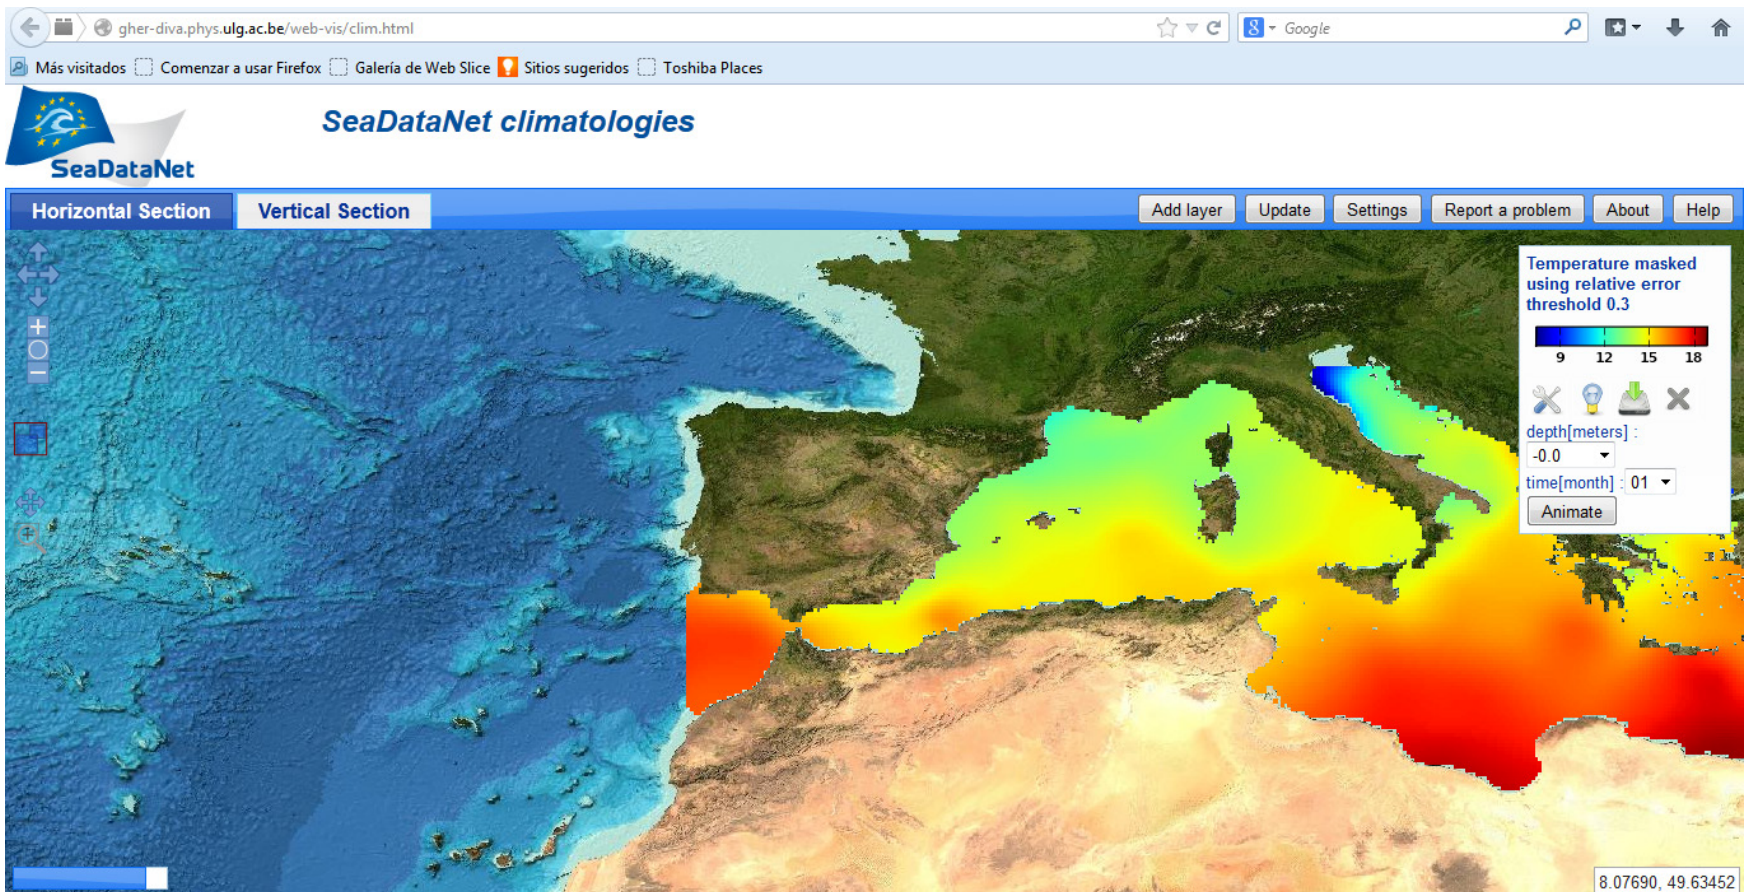 gher-diva.phys.ulg.ac.be/web-vis/clim.html
8 Google
Más visitados Comenzar a usar Firefox Galería de Web Slice Sitios sugeridos Toshiba Places
SeaDataNet climatologies
SeaDataNet
Horizontal Section Vertical Section Add layer Update Settings Report a problem About Help
Temperature masked
using relative error
threshold 0.3
9 12 15 18
depth[meters] :
-0.0
time[month] : 01
Animate
8.07690, 49.63452